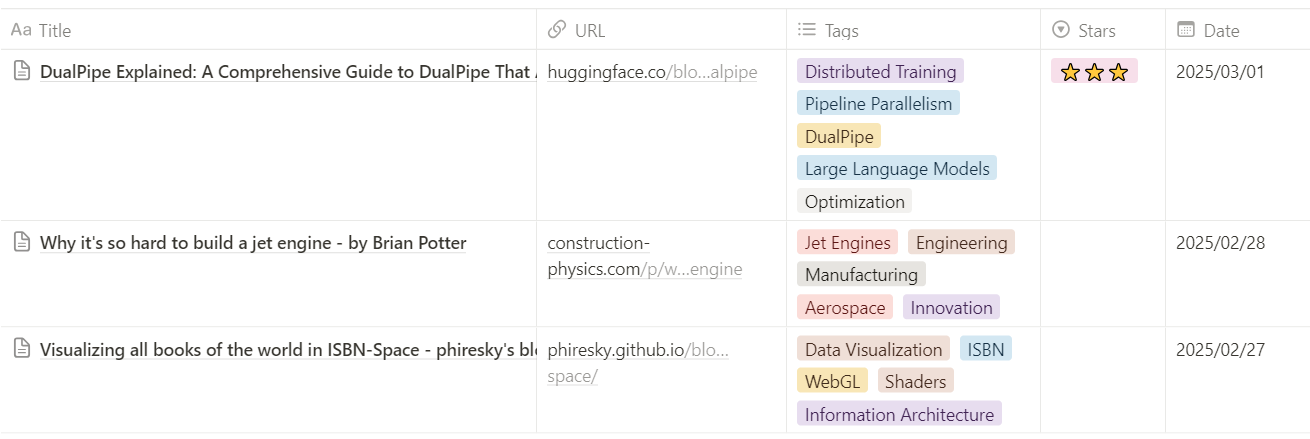 Aa Title URL Tags Stars Date
DualPipe Explained: A Comprehensive Guide to DualPipe That
huggingface.co/blo...alpipe
Distributed Training
Pipeline Parallelism
DualPipe
Large Language Models
Optimization
2025/03/01
Why it's so hard to build a jet engine - by Brian Potter
construction-
physics.com/p/w...engine
Jet Engines Engineering
Manufacturing
Aerospace Innovation
2025/02/28
Visualizing all books of the world in ISBN-Space - phiresky's blo
phiresky.github.io/blo...
space/
Data Visualization ISBN
WebGL Shaders
Information Architecture
2025/02/27